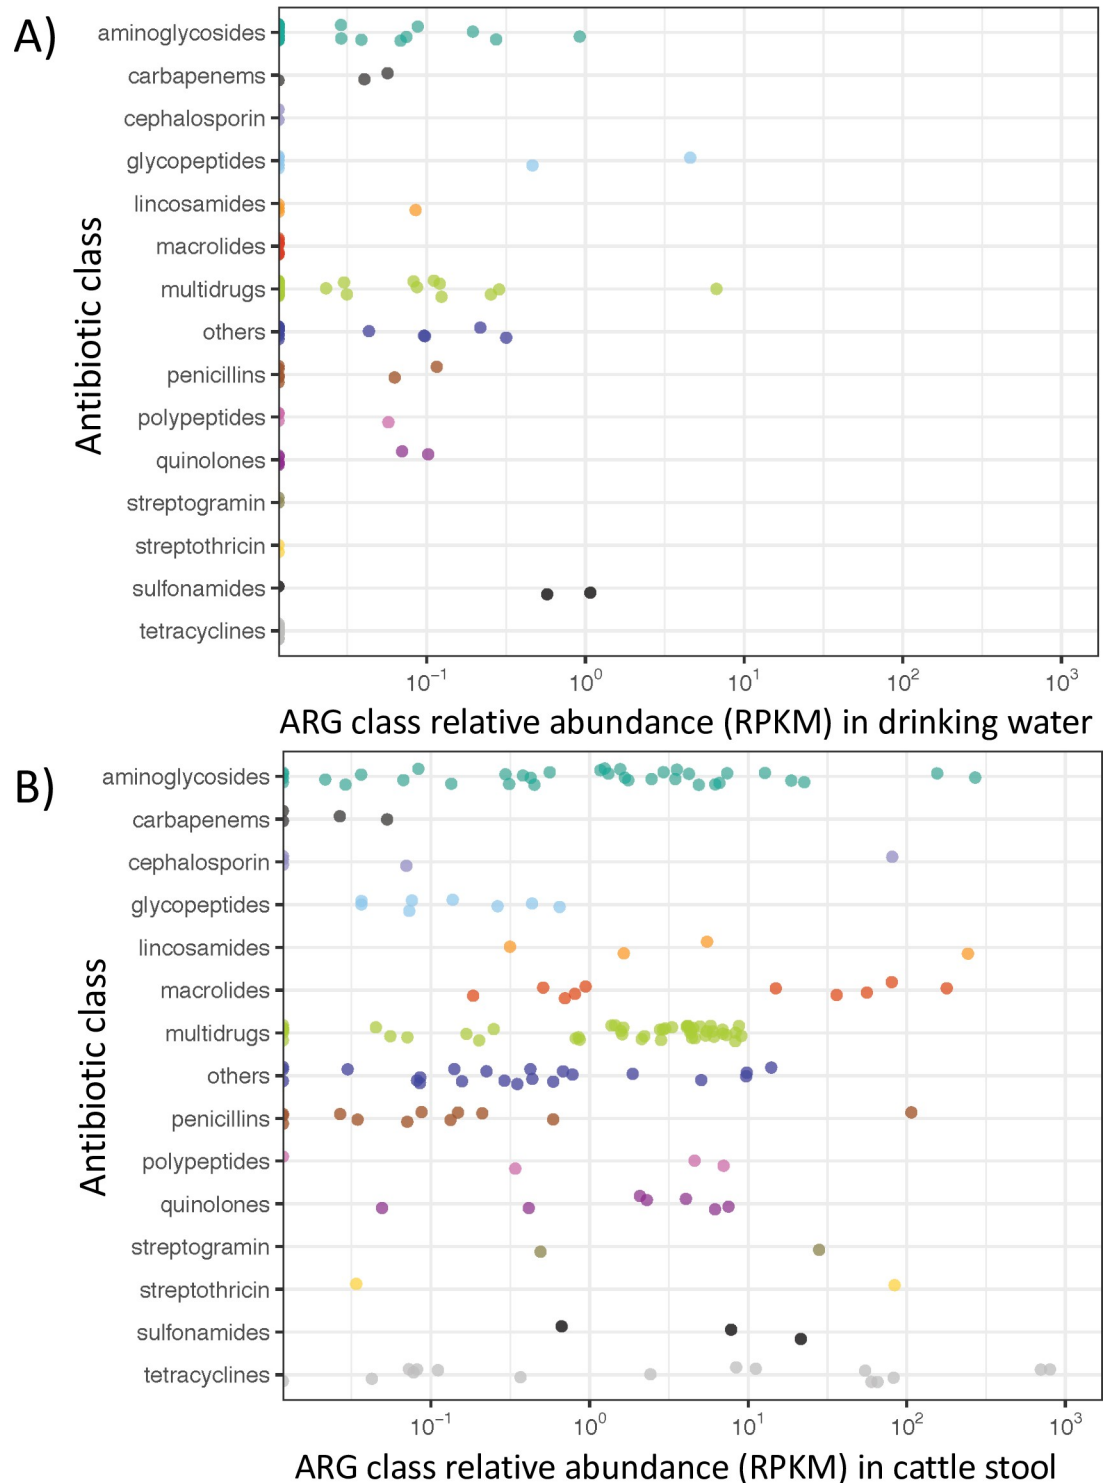 A)
aminoglycosides
carbapenems
cephalosporin
glycopeptides
lincosamides
macrolides
multidrugs
others
penicillins
polypeptides
quinolones
streptogramin
streptothricin
sulfonamides
tetracyclines
Antibiotic class
10⁻¹ 10⁰ 10¹ 10² 10³
ARG class relative abundance (RPKM) in drinking water
B)
aminoglycosides
carbapenems
cephalosporin
glycopeptides
lincosamides
macrolides
multidrugs
others
penicillins
polypeptides
quinolones
streptogramin
streptothricin
sulfonamides
tetracyclines
Antibiotic class
10⁻¹ 10⁰ 10¹ 10² 10³
ARG class relative abundance (RPKM) in cattle stool